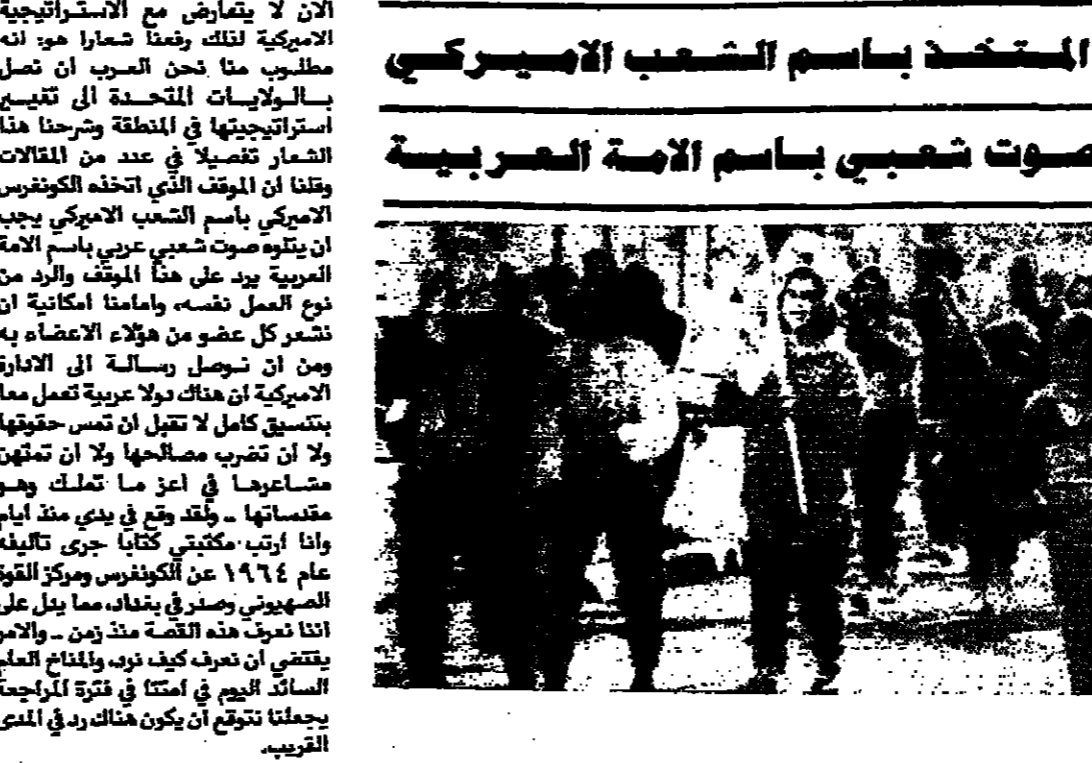 المتخذ باسم الشعب الاميركي
صوت شعبي باسم الامة العربية
الان لا يتعارض مع الاستراتيجية
الاميركية لذلك رفعنا شعارا هو: انه
مطلوب منا نحن العرب ان نصل
بالولايات المتحدة الى تغيير
استراتيجيتها في المنطقة وشرحنا هذا
الشعار تفصيلا في عدد من المقالات
وقلنا ان الموقف الذي اتخذه الكونغرس
الاميركي باسم الشعب الاميركي يجب
ان يتلوه صوت شعبي عربي باسم الامة
العربية يرد على هذا الموقف والرد من
نوع العمل نفسه، وامامنا امكانية ان
نشعر كل عضو من هؤلاء الاعضاء به
ومن ان نوصل رسالة الى الادارة
الاميركية ان هناك دولا عربية تعمل معا
بتنسيق كامل لا تقبل ان تمس حقوقها
ولا ان تضرب مصالحها ولا ان تمتهن
مشاعرها في اعز ما تملك وهو
مقدساتها ـ ولقد وقع في يدي منذ ايام
وانا ارتب مكتبتي كتابا جرى تاليفه
عام ١٩٦٤ عن الكونغرس ومركز القوة
الصهيوني وصدر في بغداد، مما يدل على
اننا نعرف هذه القصة منذ زمن ـ والامر
يقتضي ان نعرف كيف نرد، والمناخ العام
السائد اليوم في امتنا في فترة المراجعة
يجعلنا نتوقع ان يكون هناك رد في المدى
القريب.